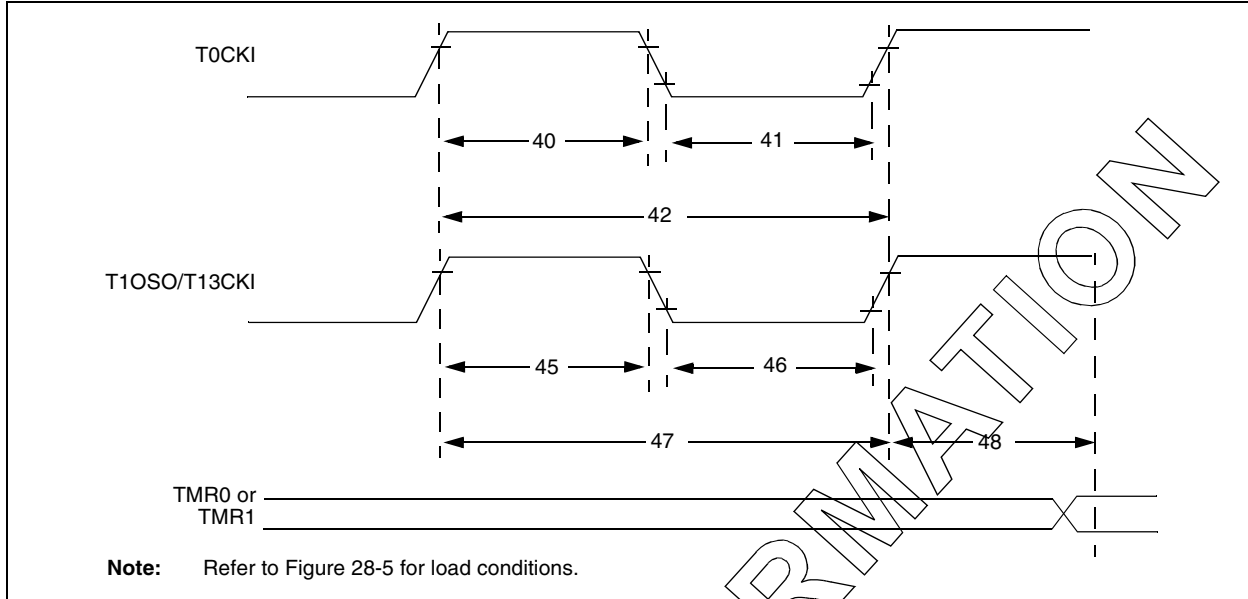 T0CKI
40
41
42
T1OSO/T13CKI
45
46
47
48
TMR0 or
TMR1
Note: Refer to Figure 28-5 for load conditions.
RMATION